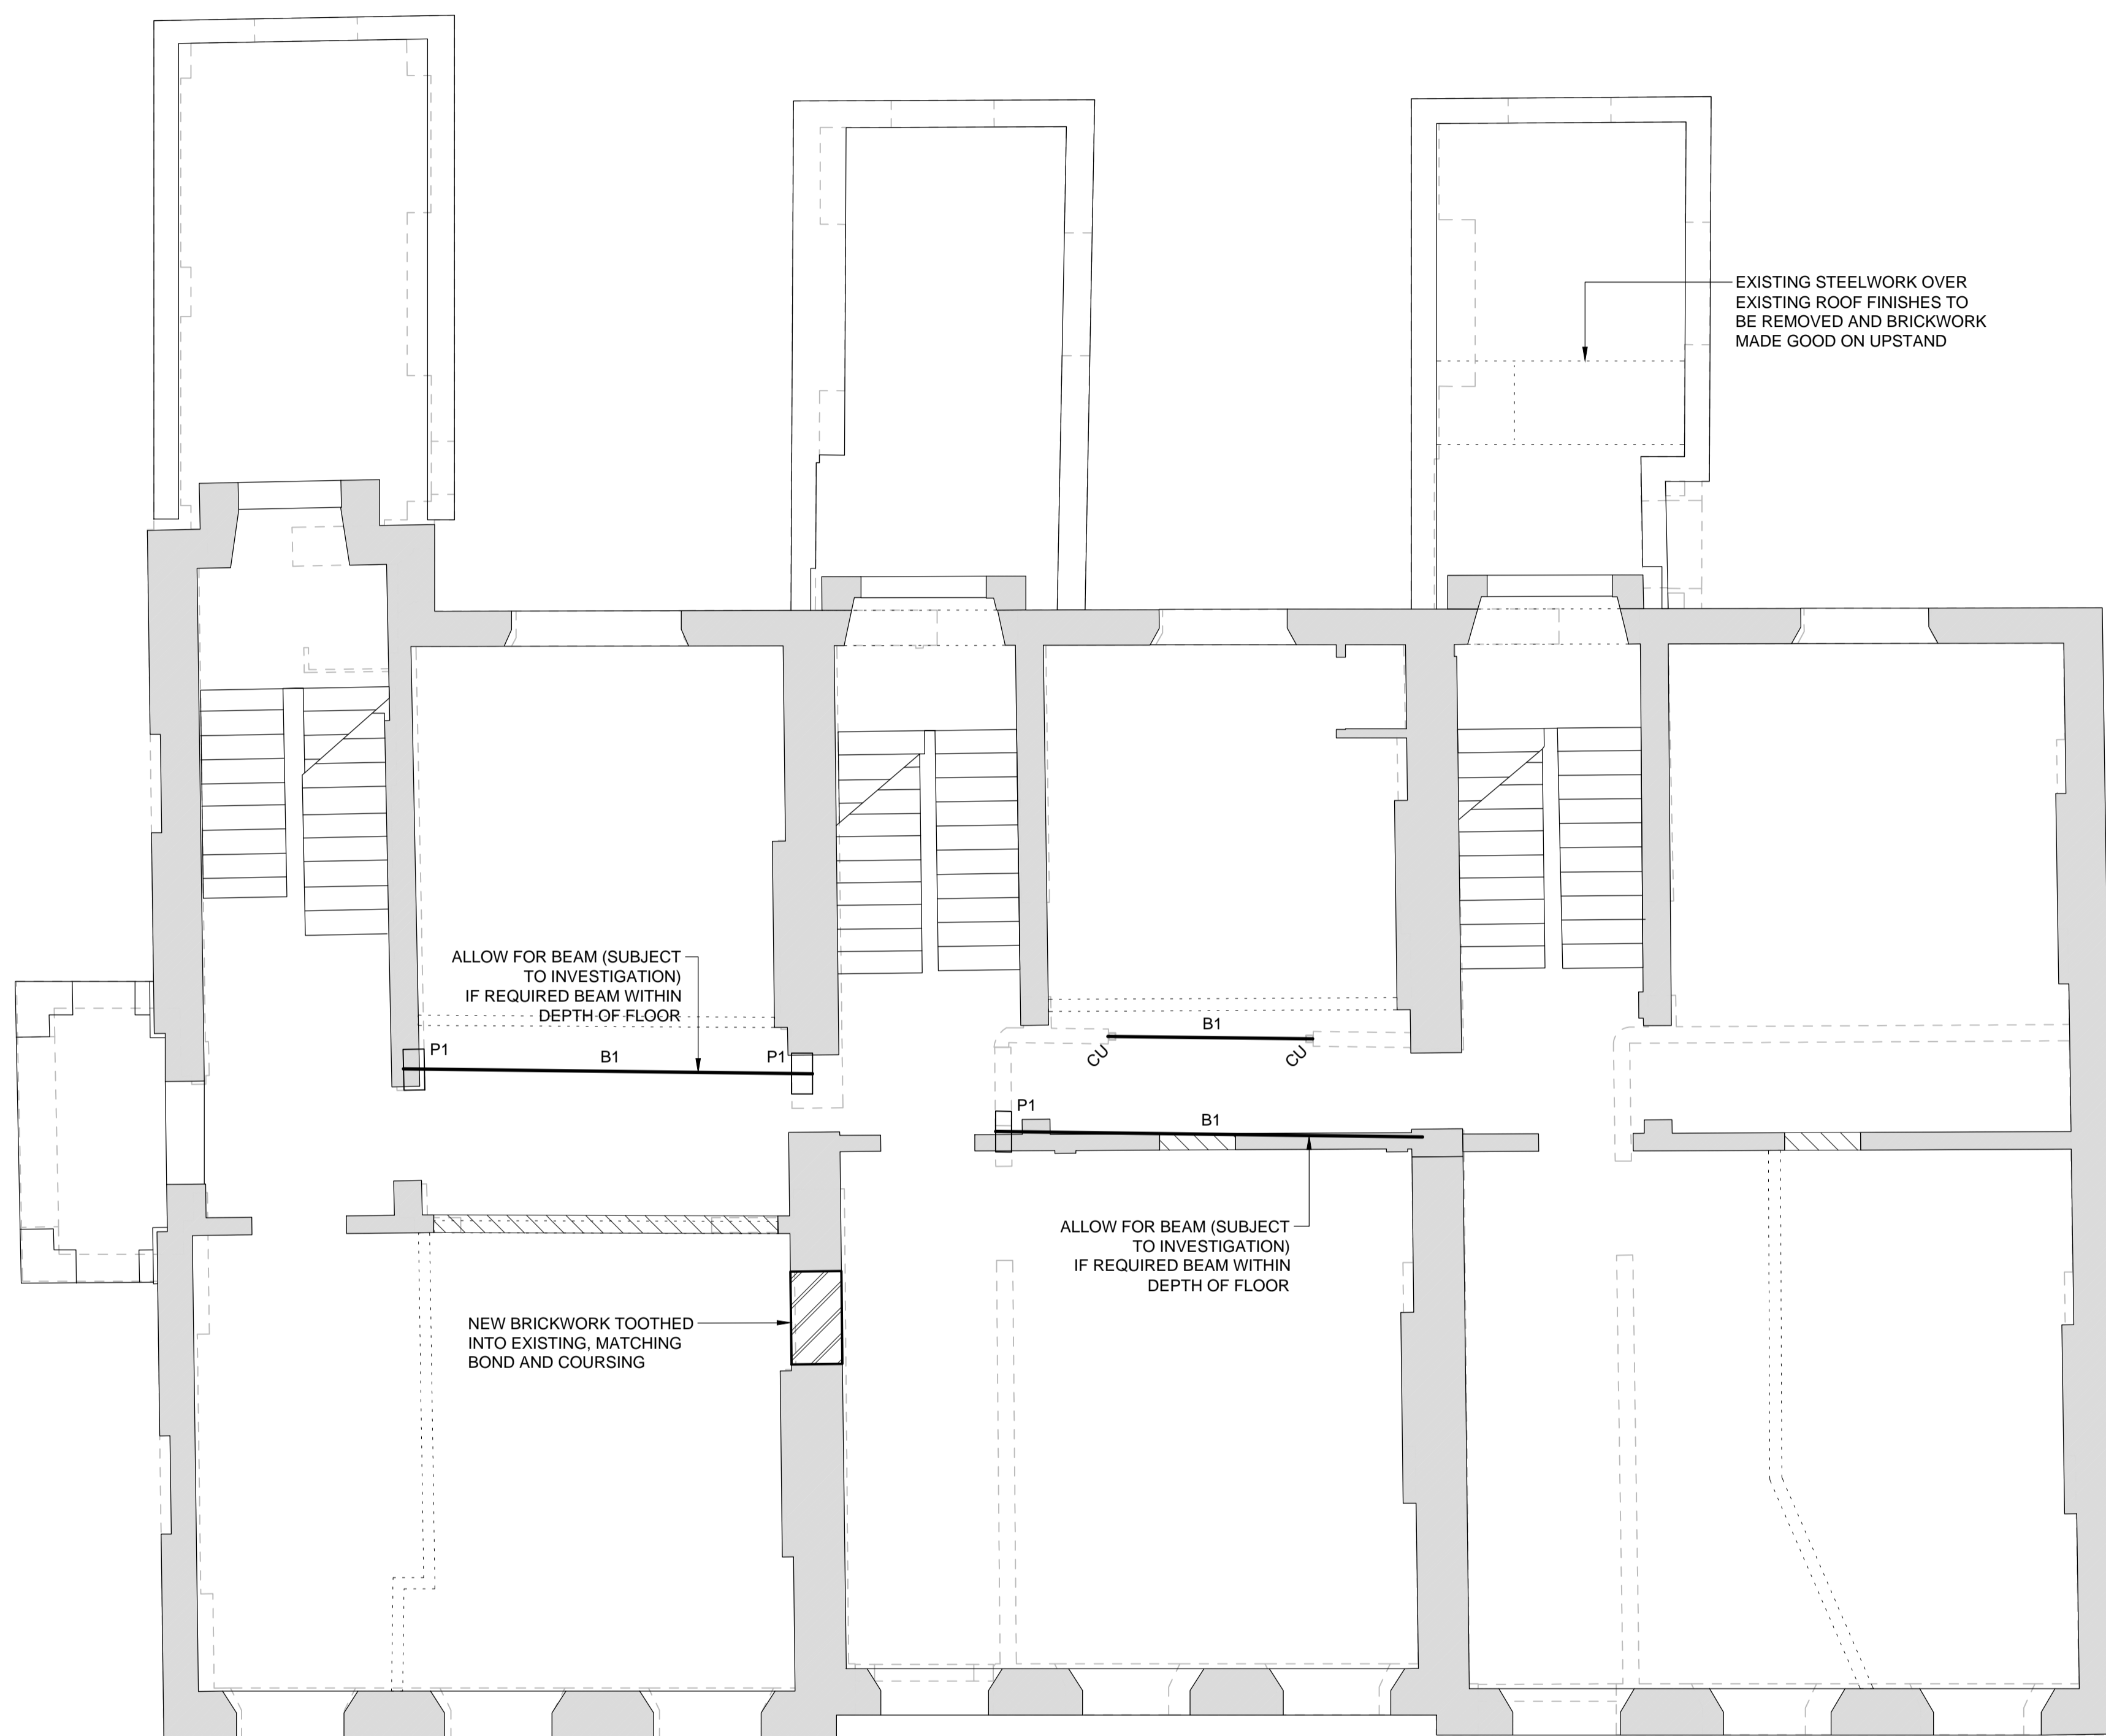 EXISTING STEELWORK OVER
EXISTING ROOF FINISHES TO
BE REMOVED AND BRICKWORK
MADE GOOD ON UPSTAND
ALLOW FOR BEAM (SUBJECT
TO INVESTIGATION)
IF REQUIRED BEAM WITHIN
DEPTH OF FLOOR
P1
B1
P1
B1
CU
CU
P1
B1
ALLOW FOR BEAM (SUBJECT
TO INVESTIGATION)
IF REQUIRED BEAM WITHIN
DEPTH OF FLOOR
NEW BRICKWORK TOOTHED
INTO EXISTING, MATCHING
BOND AND COURSING